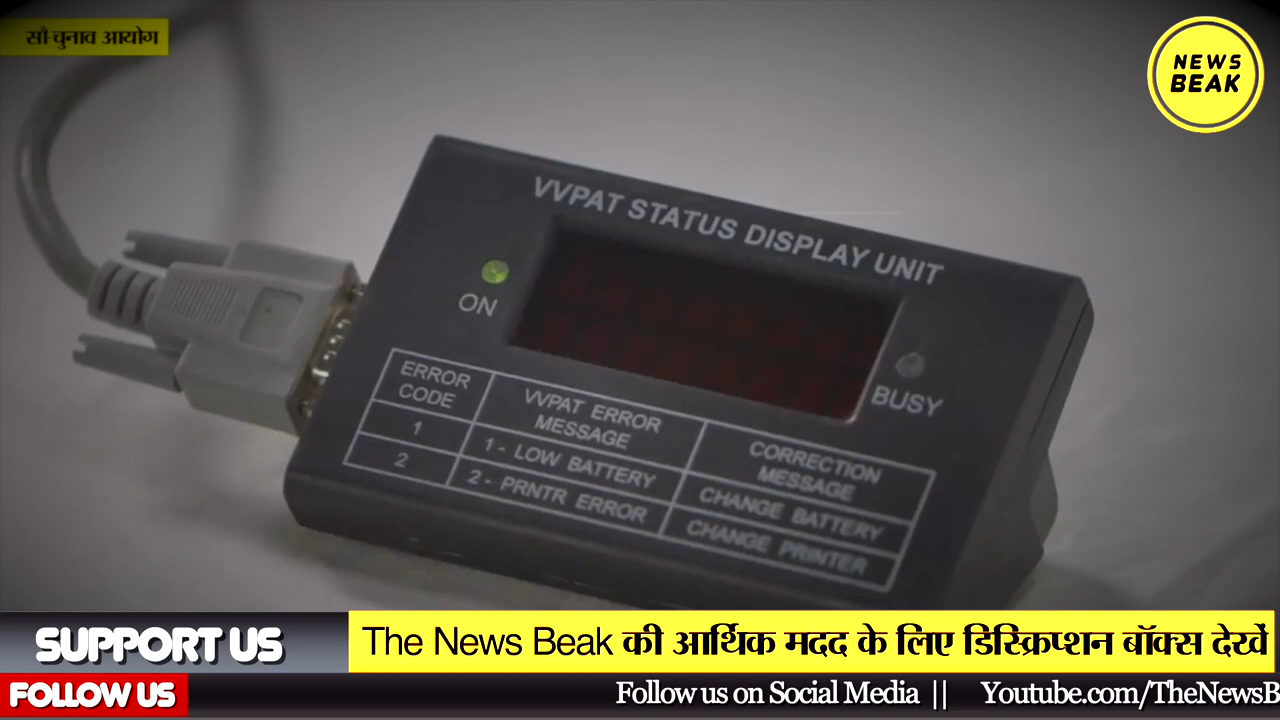 सौ-चुनाव आयोग
NEWS
BEAK
VVPAT STATUS DISPLAY UNIT
ON
BUSY
ERROR CODE
VVPAT ERROR MESSAGE
CORRECTION MESSAGE
1
1 - LOW BATTERY
CHANGE BATTERY
2
2 - PRNTR ERROR
CHANGE PRINTER
SUPPORT US
The News Beak की आर्थिक मदद के लिए डिस्क्रिप्शन बॉक्स देखें
FOLLOW US
Follow us on Social Media || Youtube.com/TheNewsB